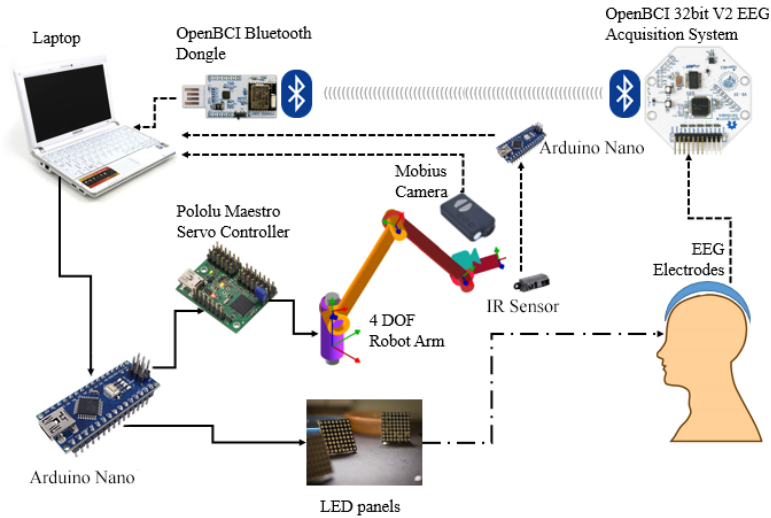 OpenBCI 32bit V2 EEG
Acquisition System
Laptop
OpenBCI Bluetooth
Dongle
Arduino Nano
Mobius
Camera
Pololu Maestro
Servo Controller
EEG
Electrodes
IR Sensor
4 DOF
Robot Arm
Arduino Nano
LED panels